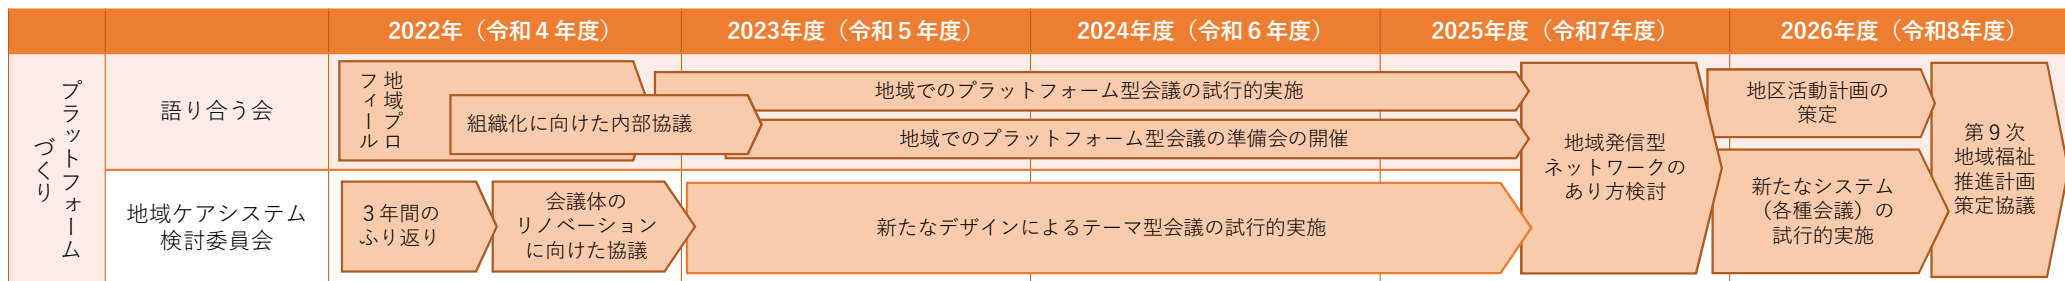 2022年（令和４年度）
2023年度（令和５年度）
2024年度（令和６年度）
2025年度（令和7年度）
2026年度（令和8年度）
プラットフォーム
づくり
語り合う会
地域プロ
フィール
組織化に向けた内部協議
地域でのプラットフォーム型会議の試行的実施
地域でのプラットフォーム型会議の準備会の開催
地域発信型
ネットワークの
あり方検討
地区活動計画の
策定
新たなシステム
（各種会議）の
試行的実施
第９次
地域福祉
推進計画
策定協議
地域ケアシステム
検討委員会
３年間の
ふり返り
会議体の
リノベーション
に向けた協議
新たなデザインによるテーマ型会議の試行的実施